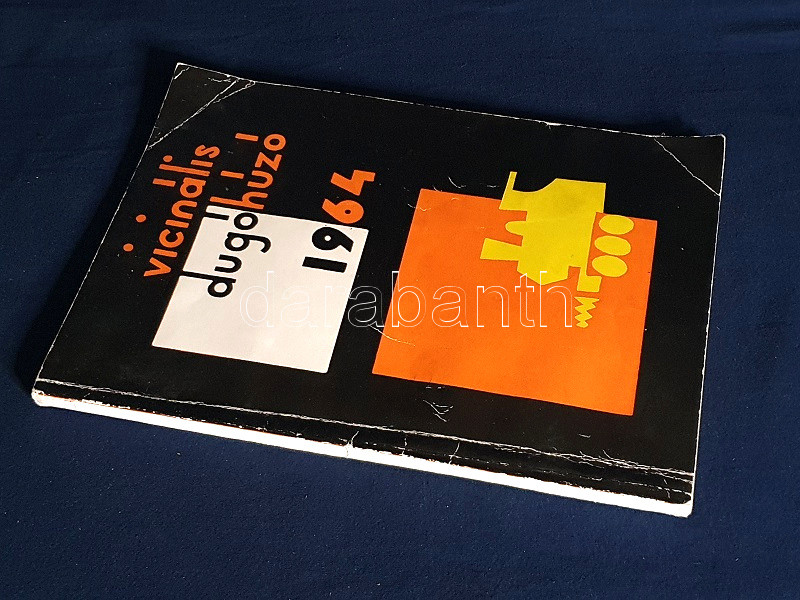 vicinális
dugóhúzó
1964
darabanth